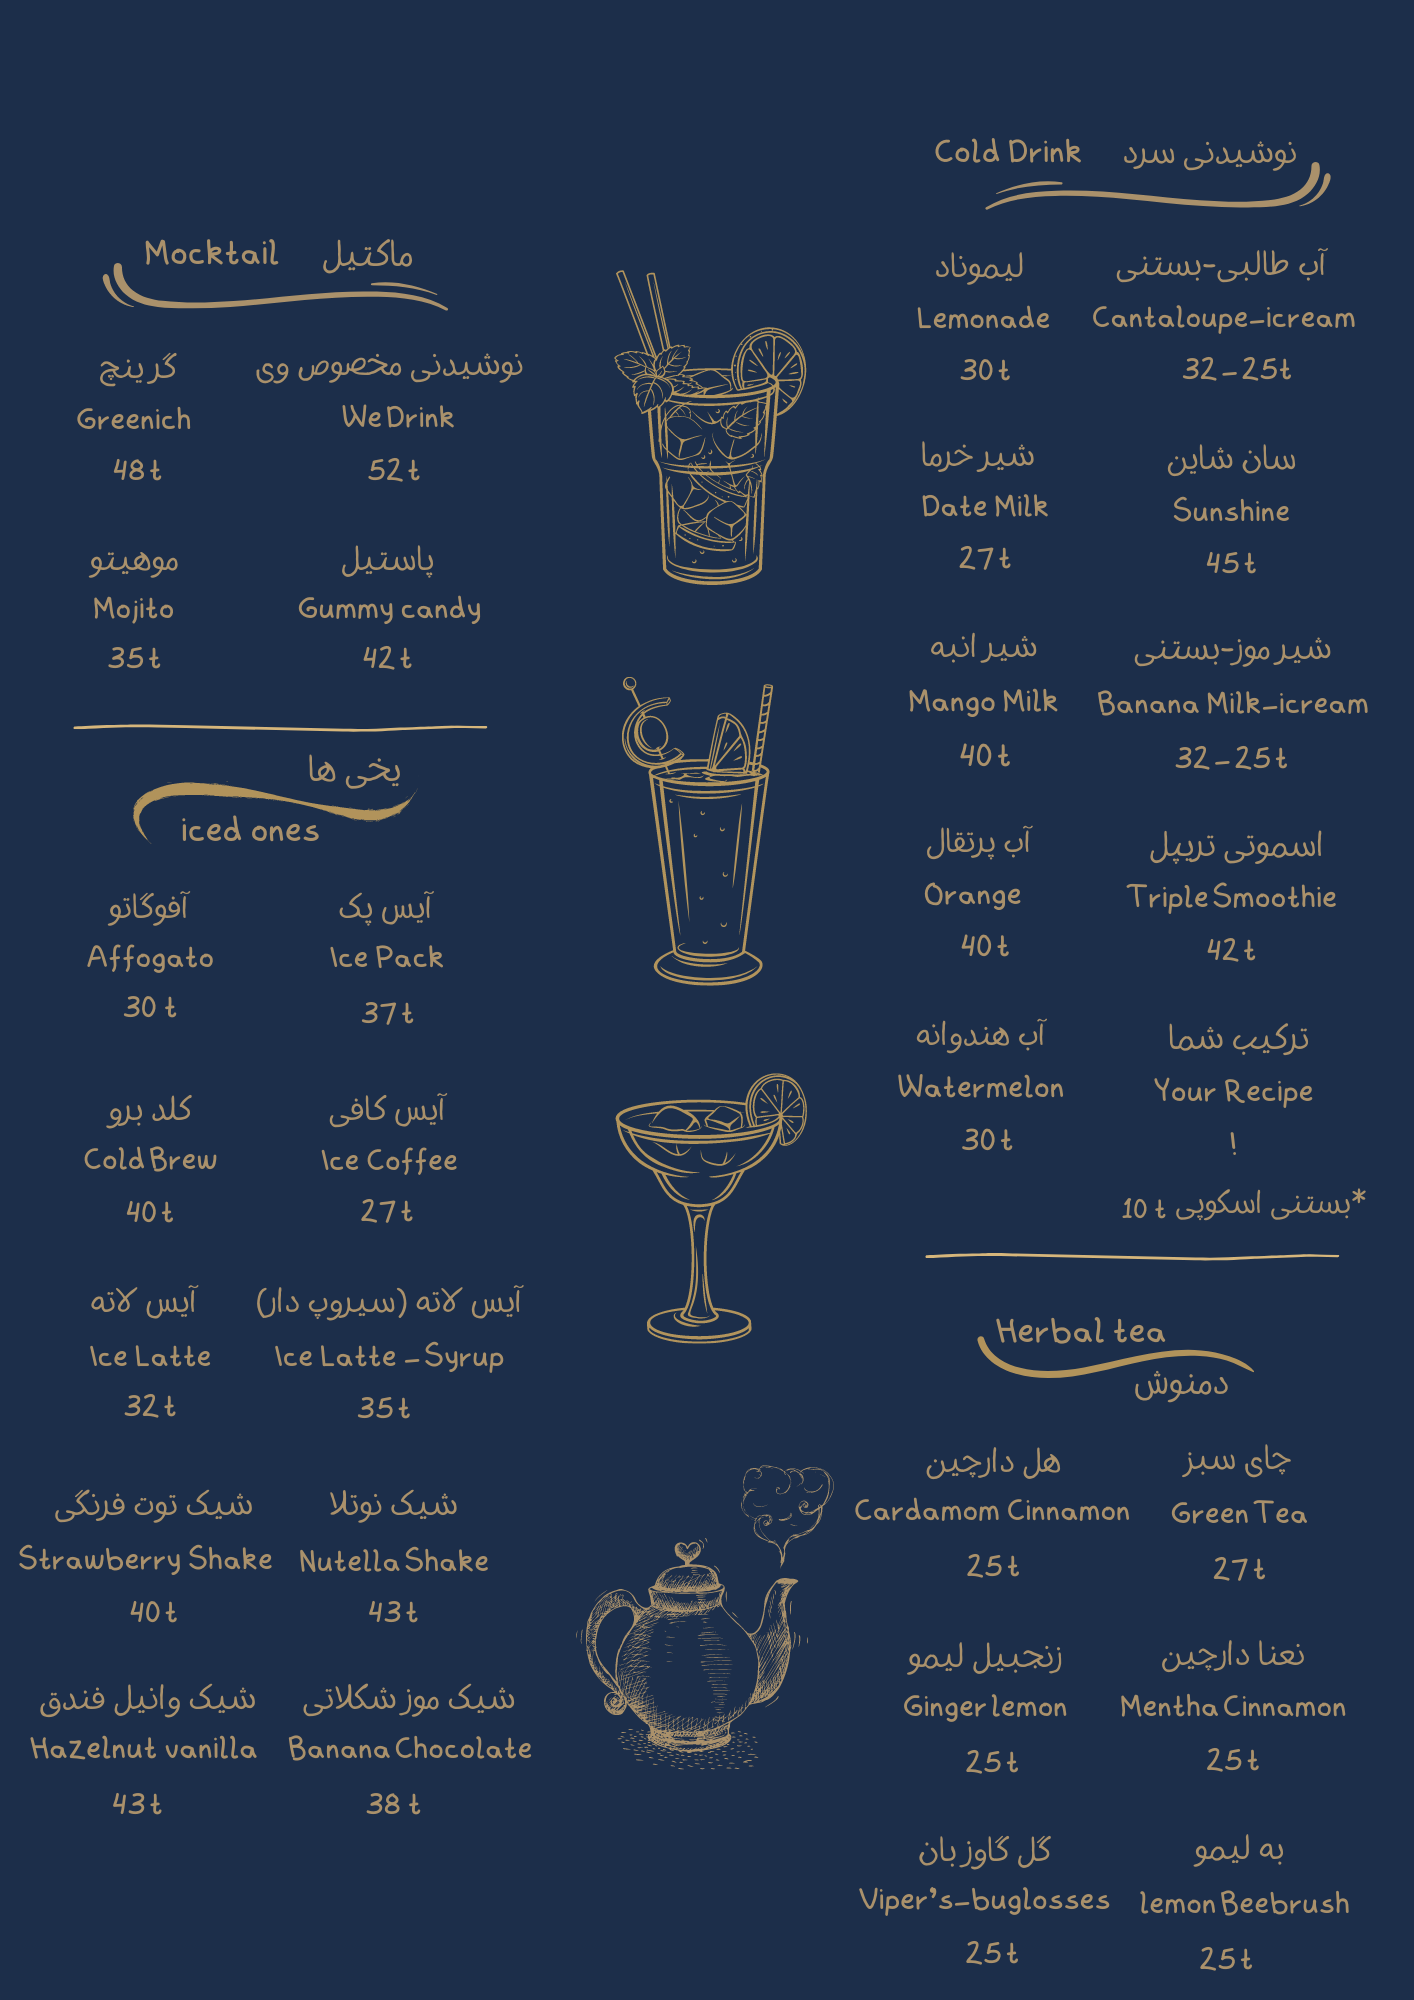 Cold Drink نوشیدنی سرد
لیموناد
Lemonade
30 t
آب طالبی-بستنی
Cantaloupe-icream
32-25t
شیر خرما
Date Milk
27 t
سان شاین
Sunshine
45 t
شیر انبه
Mango Milk
40 t
شیر موز-بستنی
Banana Milk-icream
32-25 t
آب پرتقال
Orange
40 t
اسموتی تریپل
Triple Smoothie
42 t
آب هندوانه
Watermelon
30 t
ترکیب شما
Your Recipe
!
*بستنی اسکوپی 10 t
Herbal tea
دمنوش
هل دارچین
Cardamom Cinnamon
25 t
چای سبز
Green Tea
27 t
زنجبیل لیمو
Ginger lemon
25 t
نعنا دارچین
Mentha Cinnamon
25 t
گل گاوزبان
Viper's-buglosses
25 t
به لیمو
lemon Beebrush
25 t
Mocktail ماکتیل
گرینچ
Greenich
48 t
نوشیدنی مخصوص وی
We Drink
52 t
موهیتو
Mojito
35 t
پاستیل
Gummy candy
42 t
یخی ها
iced ones
آفوگاتو
Affogato
30 t
آیس پک
Ice Pack
37 t
کلد برو
Cold Brew
40 t
آیس کافی
Ice Coffee
27 t
آیس لاته
Ice Latte
32 t
آیس لاته (سیروپ دار)
Ice Latte - Syrup
35 t
شیک توت فرنگی
Strawberry Shake
40 t
شیک نوتلا
Nutella Shake
43 t
شیک وانیل فندق
Hazelnut vanilla
43 t
شیک موز شکلاتی
Banana Chocolate
38 t